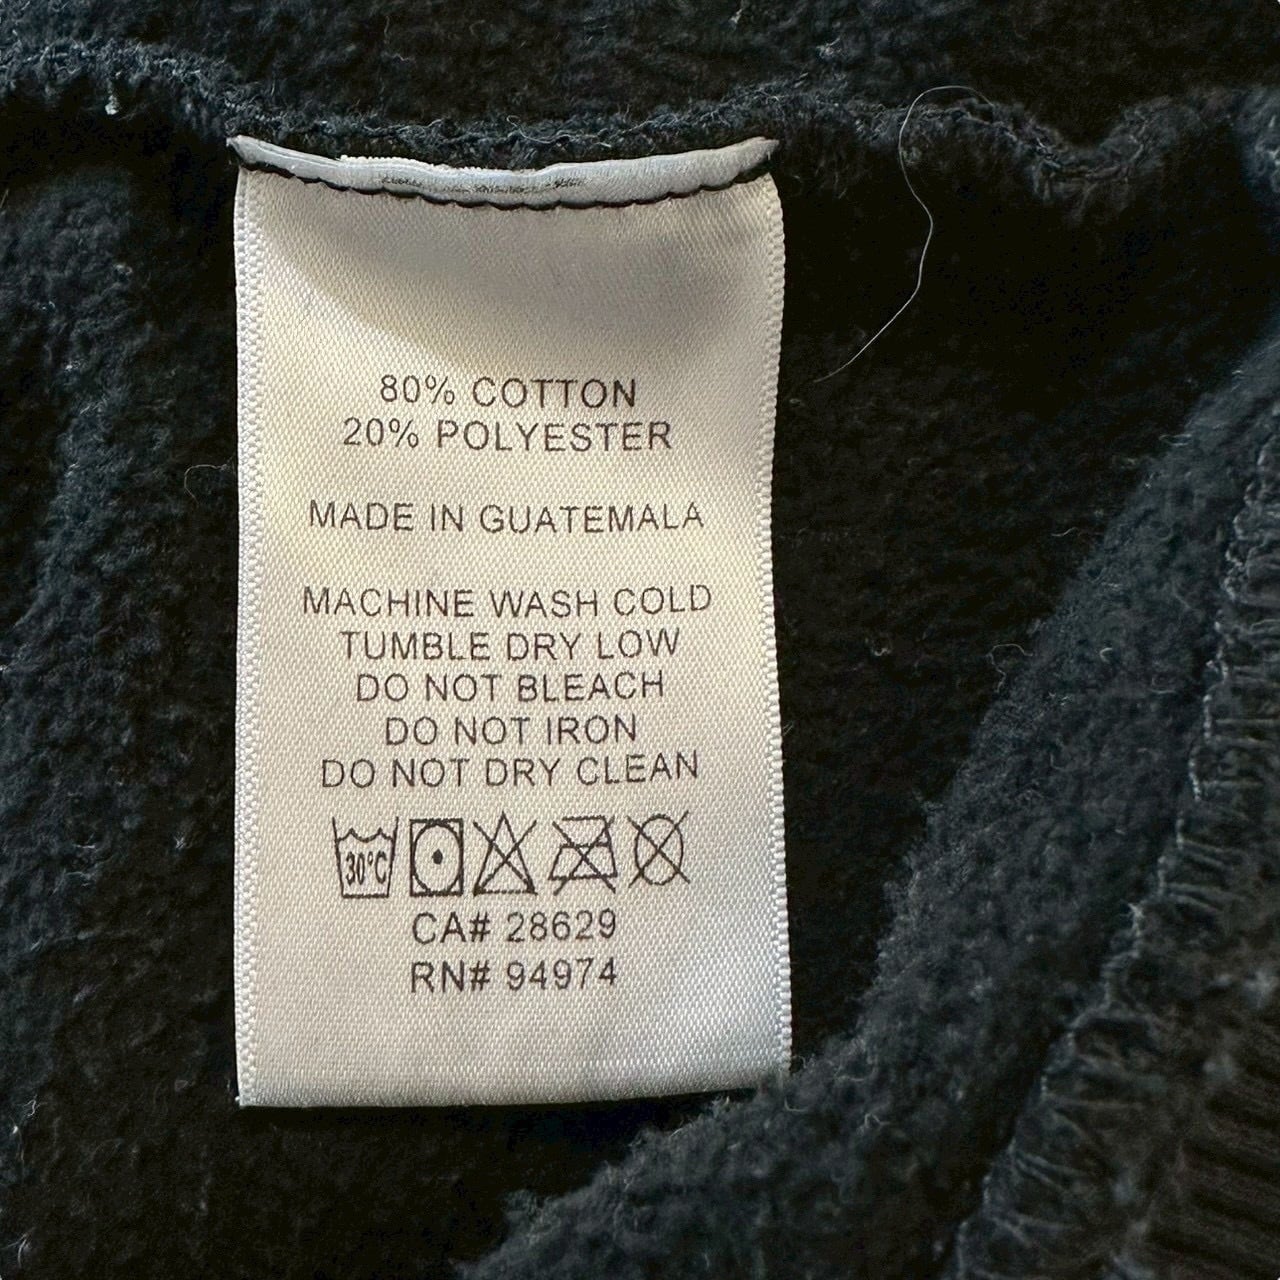 80% COTTON
20% POLYESTER
MADE IN GUATEMALA
MACHINE WASH COLD
TUMBLE DRY LOW
DO NOT BLEACH
DO NOT IRON
DO NOT DRY CLEAN
30°C
CA# 28629
RN# 94974